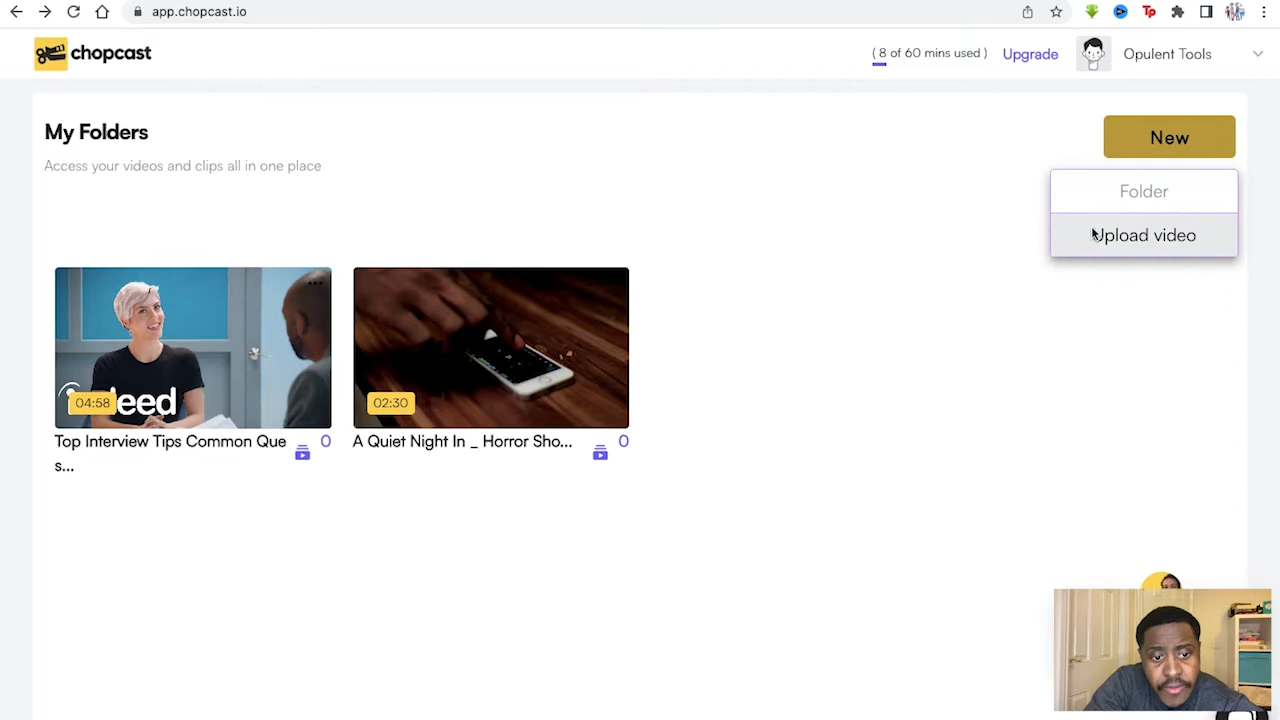 app.chopcast.io
chopcast
( 8 of 60 mins used )
Upgrade
Opulent Tools
My Folders
New
Access your videos and clips all in one place
Folder
Upload video
04:58
02:30
Top Interview Tips Common Que
s...
0
A Quiet Night In _ Horror Sho...
0